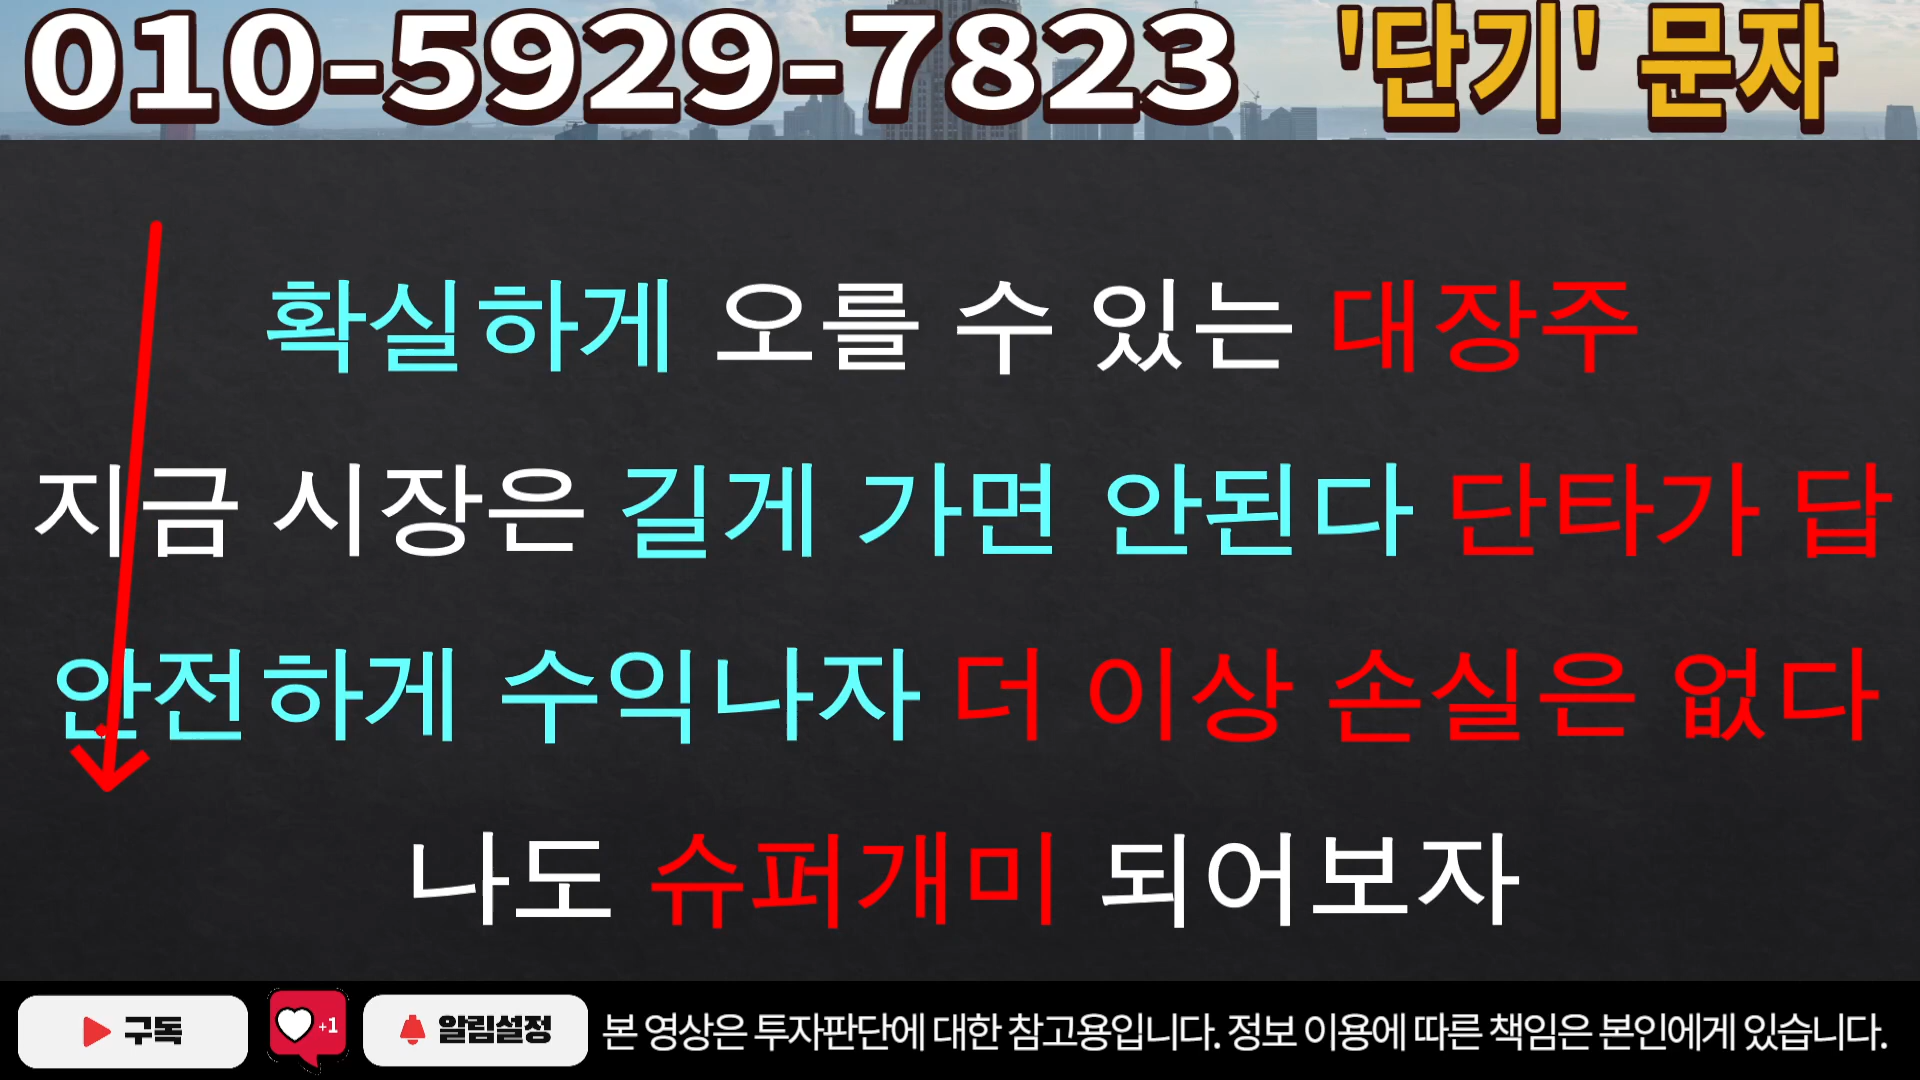 010-5929-7823 '단기' 문자
확실하게 오를 수 있는 대장주
지금 시장은 길게 가면 안된다 단타가 답
안전하게 수익나자 더 이상 손실은 없다
나도 슈퍼개미 되어보자
구독 +1 알림설정 본 영상은 투자판단에 대한 참고용입니다. 정보 이용에 따른 책임은 본인에게 있습니다.